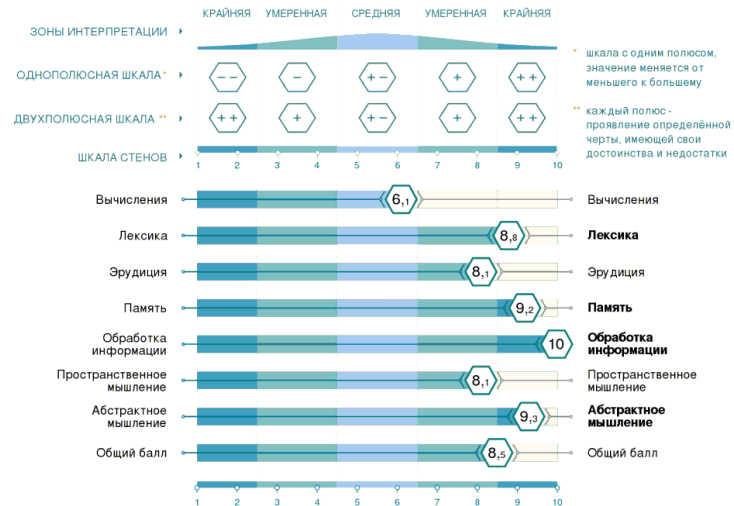 КРАЙНЯЯ УМЕРЕННАЯ СРЕДНЯЯ УМЕРЕННАЯ КРАЙНЯЯ
ЗОНЫ ИНТЕРПРЕТАЦИИ
ОДНОПОЛЮСНАЯ ШКАЛА* -- - +- + ++
ДВУХПОЛЮСНАЯ ШКАЛА ** ++ + +- + ++
ШКАЛА СТЕНОВ
1 2 3 4 5 6 7 8 9 10
* шкала с одним полюсом,
значение меняется от
меньшего к большему
** каждый полюс -
проявление определённой
черты, имеющей свои
достоинства и недостатки
Вычисления 6,1 Вычисления
Лексика 8,8 Лексика
Эрудиция 8,1 Эрудиция
Память 9,2 Память
Обработка
информации 10 Обработка
информации
Пространственное
мышление 8,1 Пространственное
мышление
Абстрактное
мышление 9,3 Абстрактное
мышление
Общий балл 8,5 Общий балл
1 2 3 4 5 6 7 8 9 10